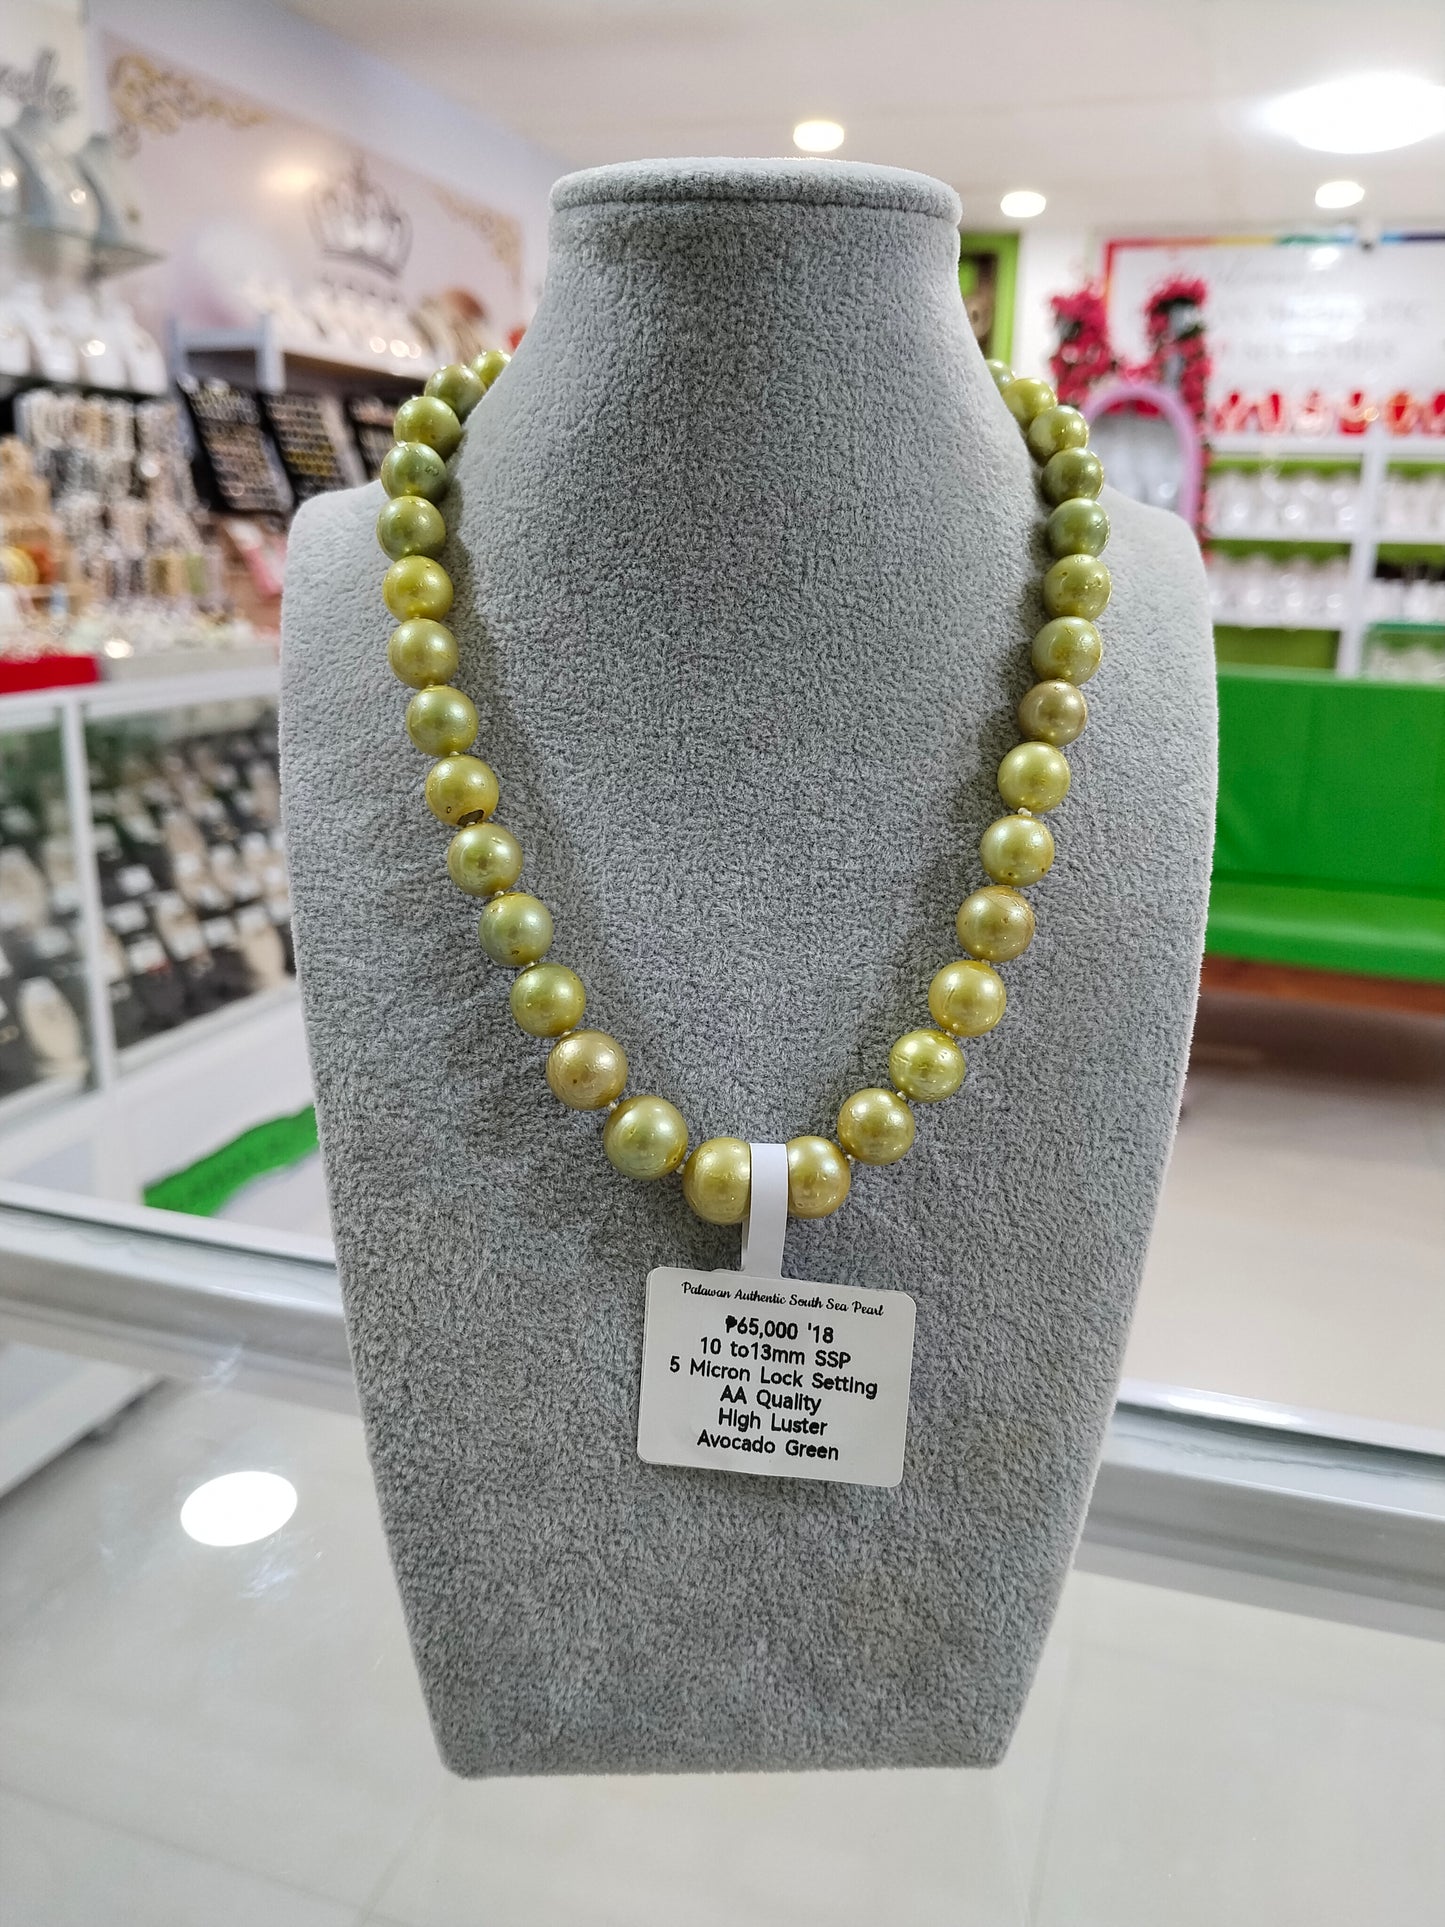 Palawan Authentic South Sea Pearl
₱65,000 '18
10 to13mm SSP
5 Micron Lock Setting
AA Quality
High Luster
Avocado Green